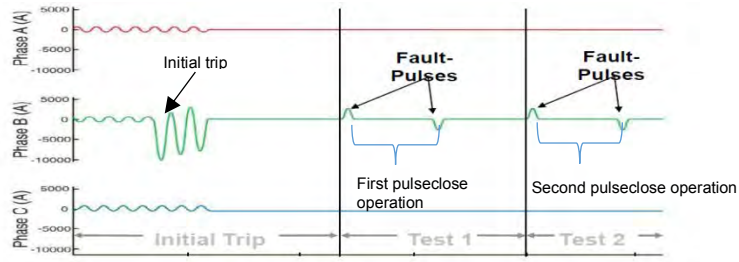 5000
0
-5000
-10000
Phase A (A)
Initial trip
Fault-
Pulses
Fault-
Pulses
5000
0
-5000
-10000
Phase B (A)
First pulseclose
operation
Second pulseclose operation
5000
0
-5000
-10000
Phase C (A)
Initial Trip
Test 1
Test 2